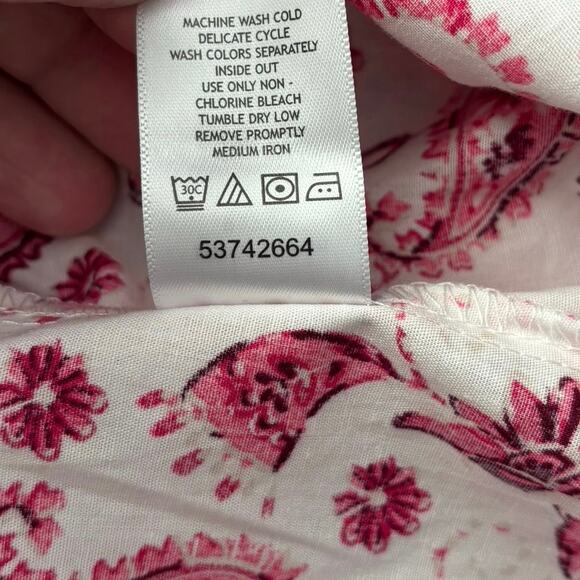 MACHINE WASH COLD
DELICATE CYCLE
WASH COLORS SEPARATELY
INSIDE OUT
USE ONLY NON -
CHLORINE BLEACH
TUMBLE DRY LOW
REMOVE PROMPTLY
MEDIUM IRON
30C
53742664